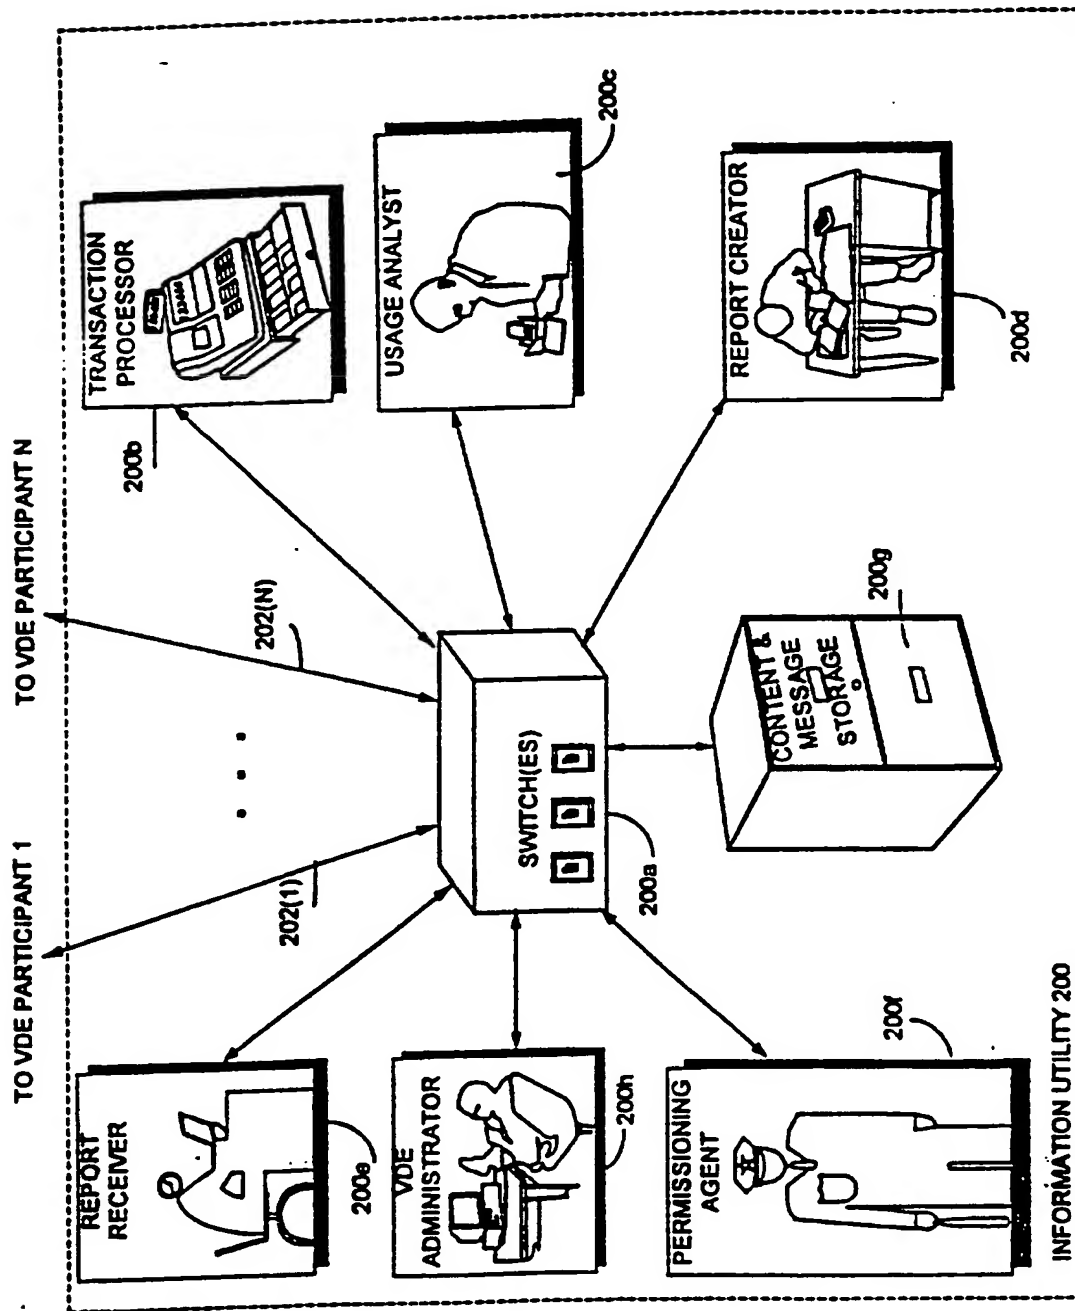 TO VDE PARTICIPANT 1
TO VDE PARTICIPANT N
202(1)
202(N)
REPORT
RECEIVER
200e
TRANSACTION
PROCESSOR
200b
VDE
ADMINISTRATOR
200h
SWITCH(ES)
200a
USAGE ANALYST
200c
PERMISSIONING
AGENT
200f
CONTENT &
MESSAGE
STORAGE
200g
REPORT CREATOR
200d
INFORMATION UTILITY 200